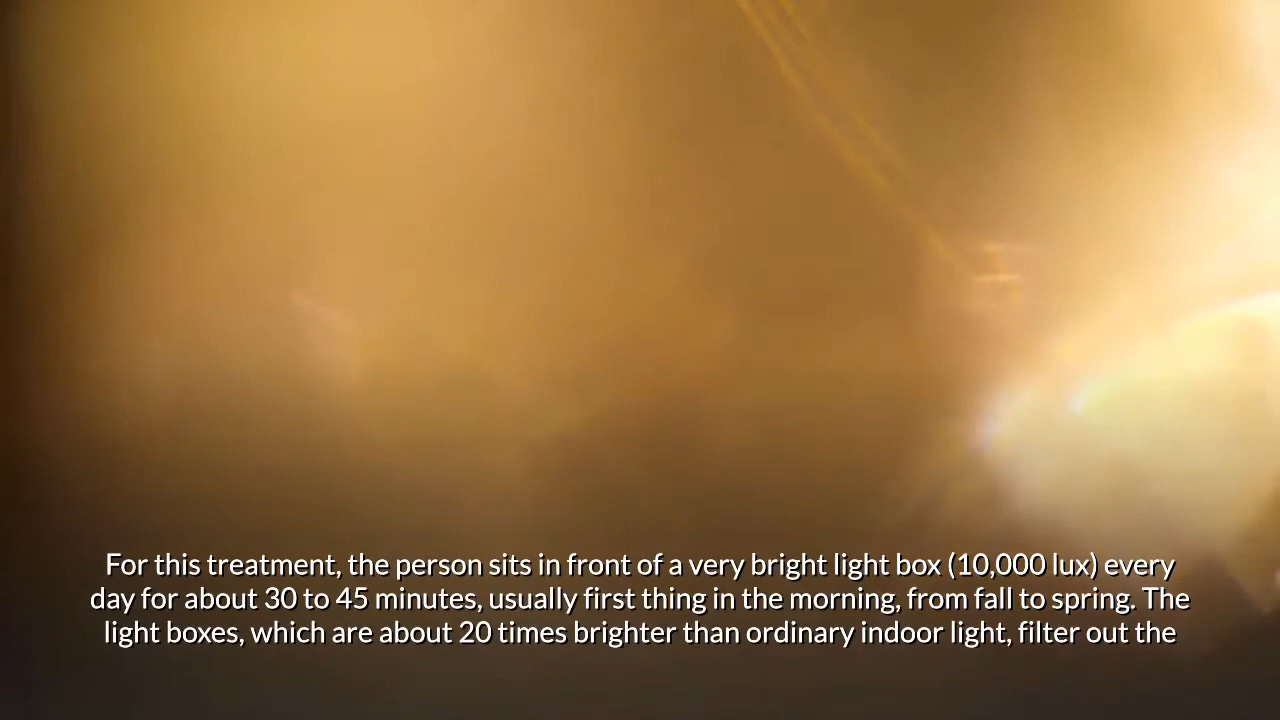 For this treatment, the person sits in front of a very bright light box (10,000 lux) every
day for about 30 to 45 minutes, usually first thing in the morning, from fall to spring. The
light boxes, which are about 20 times brighter than ordinary indoor light, filter out the